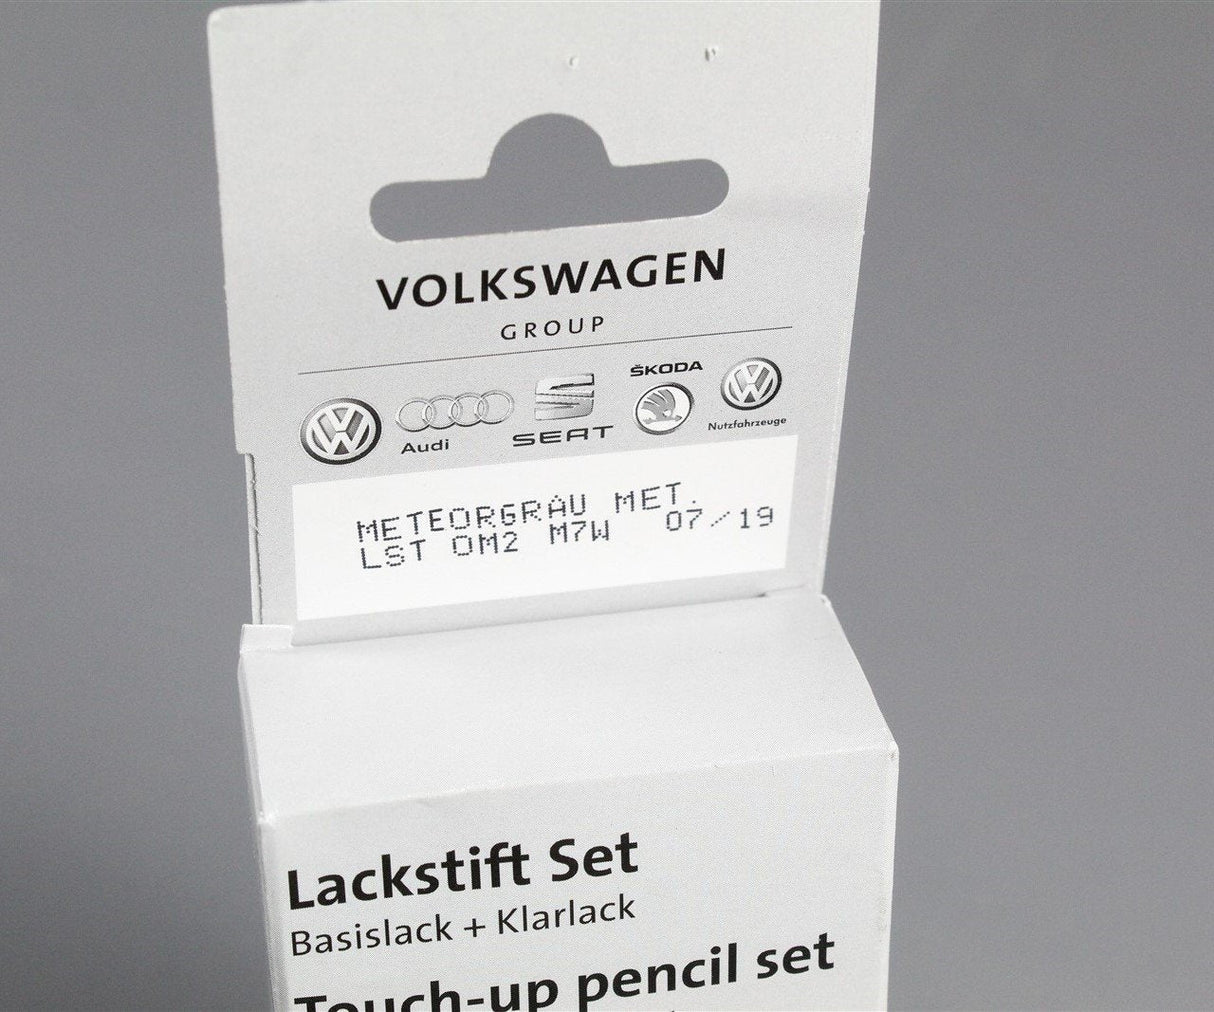 VOLKSWAGEN
GROUP
Audi
SEAT
ŠKODA
Nutzfahrzeuge
METEORGRAU MET.
LST OM2 M7W 07/19
Lackstift Set
Basislack + Klarlack
Touch-up pencil set